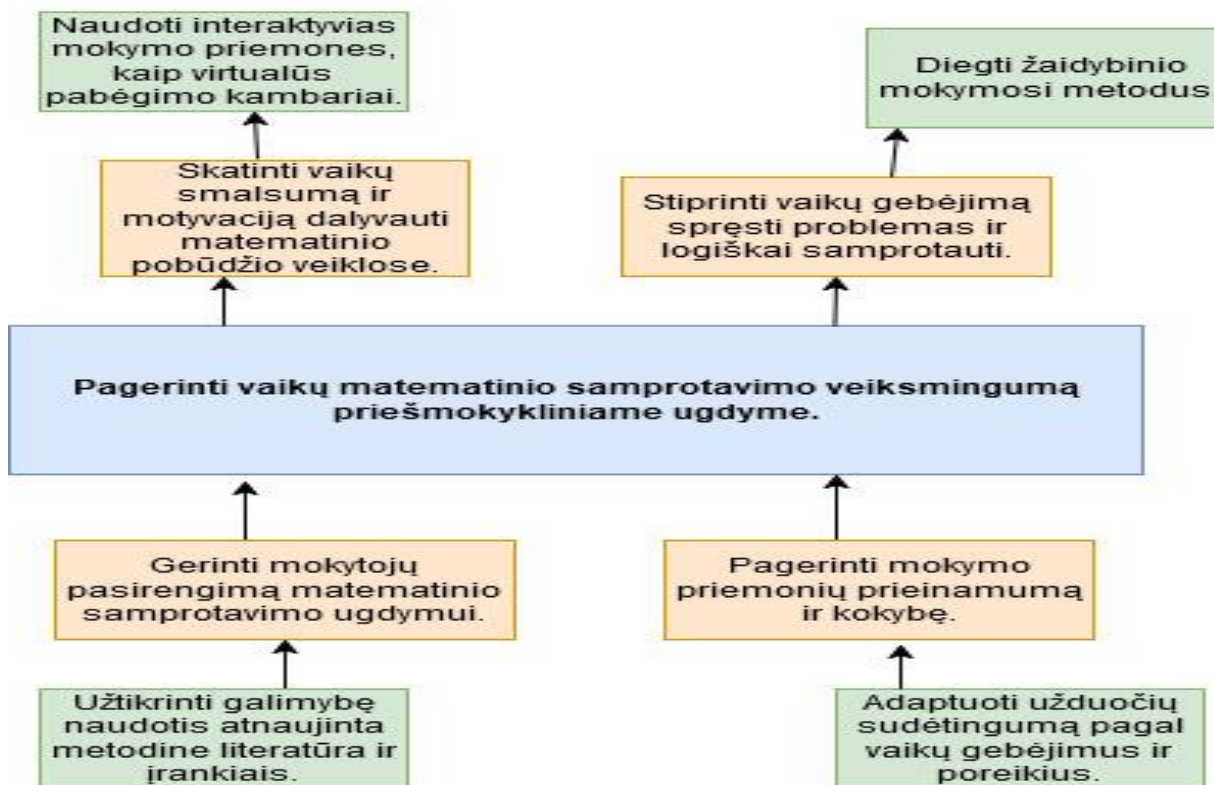 Naudoti interaktyvias
mokymo priemones,
kaip virtualūs
pabėgimo kambariai.
Diegti žaidybinio
mokymosi metodus.
Skatinti vaikų
smalsumą ir
motyvaciją dalyvauti
matematinio
pobūdžio veiklose.
Stiprinti vaikų gebėjimą
spręsti problemas ir
logiškai samprotauti.
Pagerinti vaikų matematinio samprotavimo veiksmingumą
priešmokykliniame ugdyme.
Gerinti mokytojų
pasirengimą matematinio
samprotavimo ugdymui.
Pagerinti mokymo
priemonių prieinamumą
ir kokybę.
Užtikrinti galimybę
naudotis atnaujinta
metodine literatūra ir
įrankiais.
Adaptuoti užduočių
sudėtingumą pagal
vaikų gebėjimus ir
poreikius.